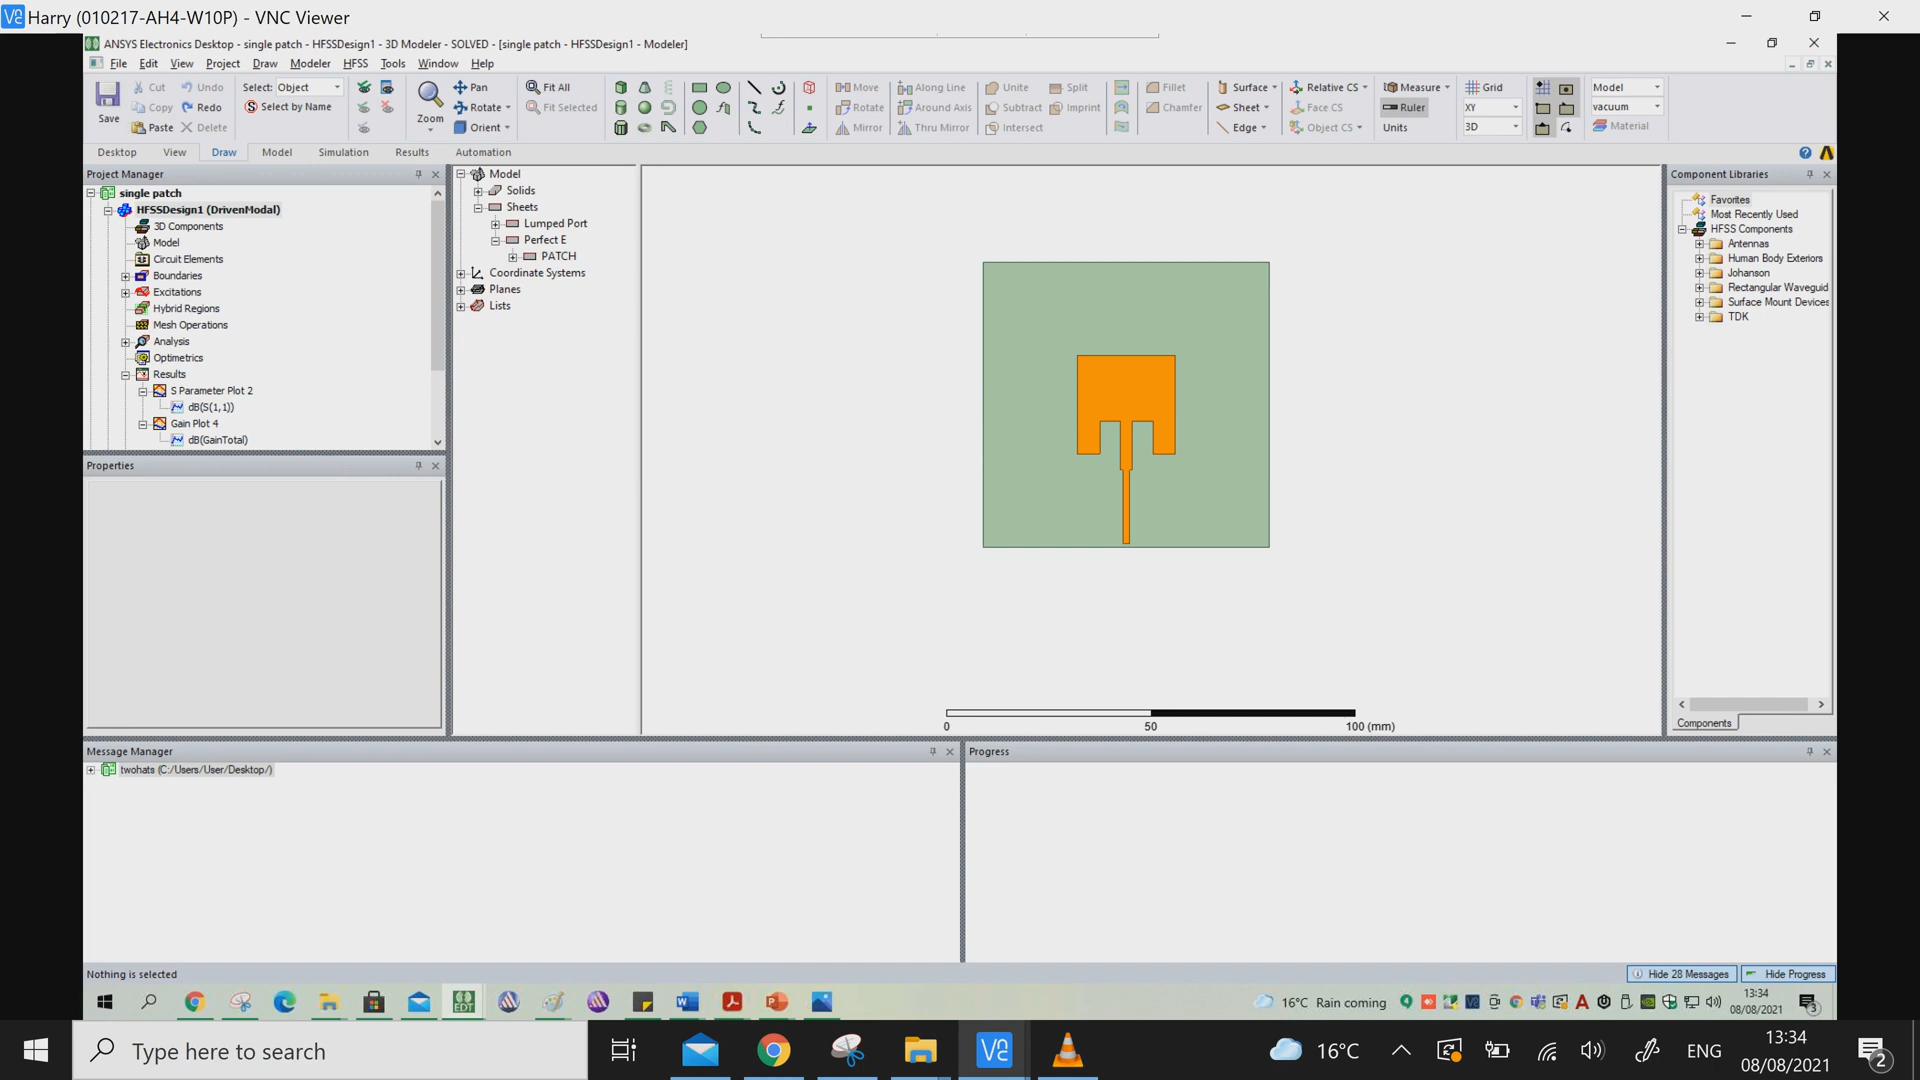 Harry (010217-AH4-W10P) - VNC Viewer
ANSYS Electronics Desktop - single patch - HFSSDesign1 - 3D Modeler - SOLVED - [single patch - HFSSDesign1 - Modeler]
File Edit View Project Draw Modeler HFSS Tools Window Help
Save Cut Copy Paste Undo Redo Delete
Select: Object
Select by Name
Zoom Pan Rotate Orient Fit All Fit Selected
Move Rotate Mirror Along Line Around Axis Thru Mirror
Unite Subtract Intersect Split Imprint
Fillet Chamfer
Surface Sheet Edge
Relative CS Face CS Object CS
Measure Ruler Units
Grid XY 3D
Model vacuum Material
Desktop View Draw Model Simulation Results Automation
Project Manager
single patch
HFSSDesign1 (DrivenModal)
3D Components
Model
Circuit Elements
Boundaries
Excitations
Hybrid Regions
Mesh Operations
Analysis
Optimetrics
Results
S Parameter Plot 2
dB(S(1,1))
Gain Plot 4
dB(GainTotal)
Properties
Model
Solids
Sheets
Lumped Port
Perfect E
PATCH
Coordinate Systems
Planes
Lists
0 50 100 (mm)
Component Libraries
Favorites
Most Recently Used
HFSS Components
Antennas
Human Body Exteriors
Johanson
Rectangular Waveguid
Surface Mount Devices
TDK
Components
Message Manager
twohats (C:/Users/User/Desktop/)
Progress
Nothing is selected
Hide 28 Messages Hide Progress
16°C Rain coming
13:34
08/08/2021
3
Type here to search
16°C
ENG
13:34
08/08/2021
2